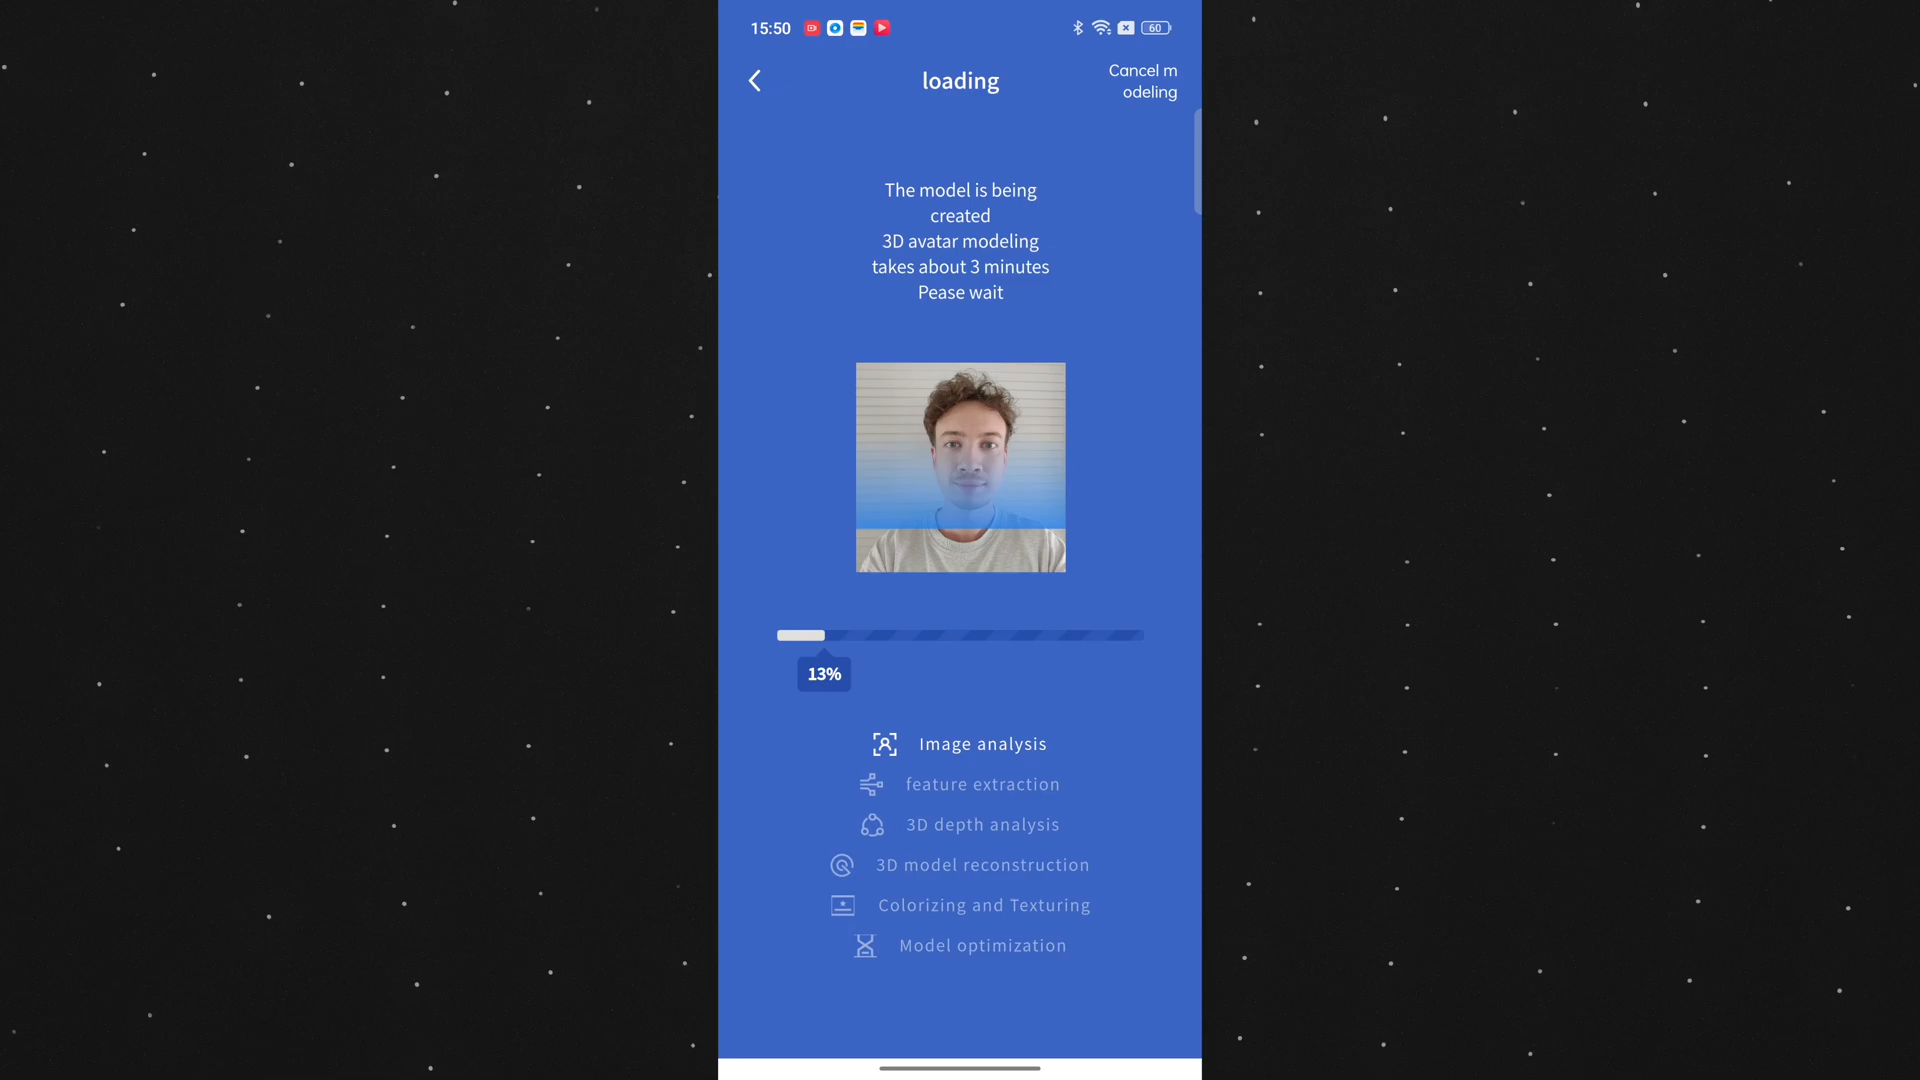 15:50
60
loading
Cancel m
odeling
The model is being
created
3D avatar modeling
takes about 3 minutes
Pease wait
13%
Image analysis
feature extraction
3D depth analysis
3D model reconstruction
Colorizing and Texturing
Model optimization